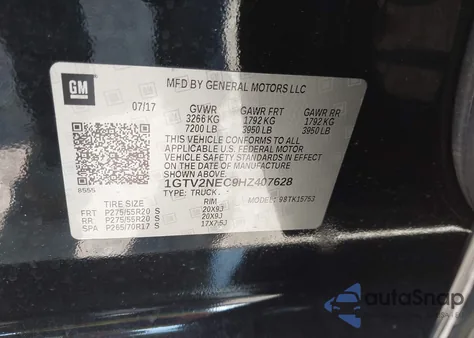 GM
MFD BY GENERAL MOTORS LLC
07/17 GVWR GAWR FRT GAWR RR
3266 KG 1792 KG 1792 KG
7200 LB 3950 LB 3950 LB
THIS VEHICLE CONFORMS TO ALL
APPLICABLE U.S. FEDERAL MOTOR
VEHICLE SAFETY STANDARDS IN EFFECT
ON THE DATE OF MANUFACTURE
SHOWN ABOVE.
1GTV2NEC9HZ407628
8555 TYPE: TRUCK MODEL: 98TK15753
TIRE SIZE RIM
FRT P275/55R20 S 20X9J
RR P275/55R20 S 20X9J
SPA P265/70R17 S 17X7.5J
autoSnap